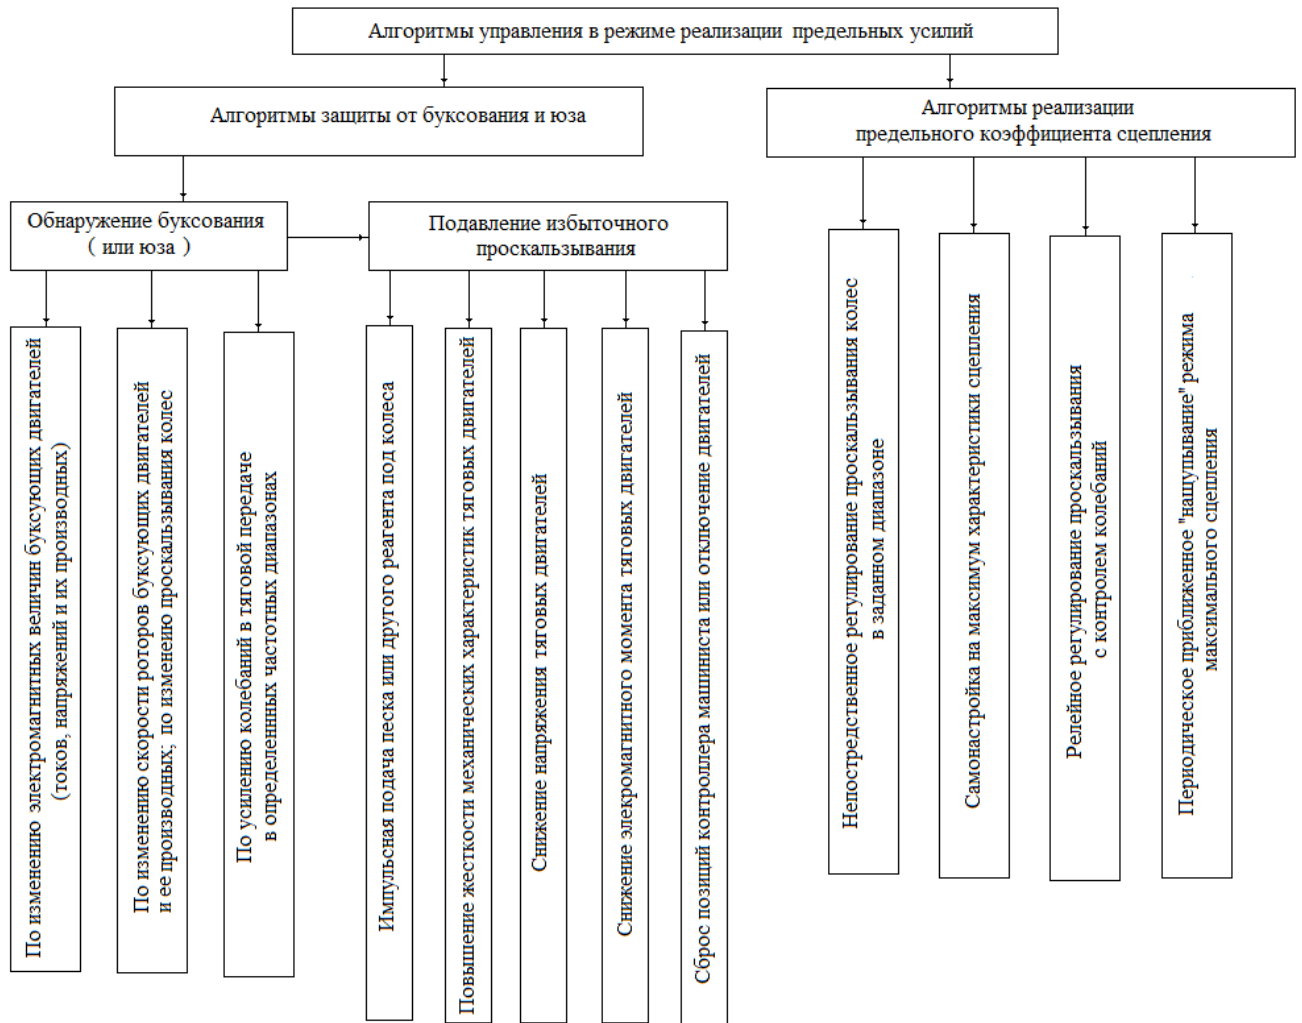 Алгоритмы управления в режиме реализации предельных усилий
Алгоритмы защиты от буксования и юза
Алгоритмы реализации
предельного коэффициента сцепления
Обнаружение буксования
( или юза )
Подавление избыточного
проскальзывания
По изменению электромагнитных величин буксующих двигателей
(токов, напряжений и их производных)
По изменению скорости роторов буксующих двигателей
и ее производных; по изменею проскальзывания колес
По усилению колебаний в тяговой передаче
в определенных частотных диапазонах
Импульсная подача песка или другого реагента под колеса
Повышение жесткости механических характеристик тяговых двигателей
Снижение напряжения тяговых двигателей
Снижение элекромагнитного момента тяговых двигателей
Сброс позиций контроллера машиниста или отключение двигателей
Непостредственное регулирование проскальзывания колес
в заданном диапазоне
Самонастройка на максимум характеристики сцепления
Релейное регулирование проскальзывания
с контролем колебаний
Периодическое приближенное "нащупывание" режима
максимального сцепления